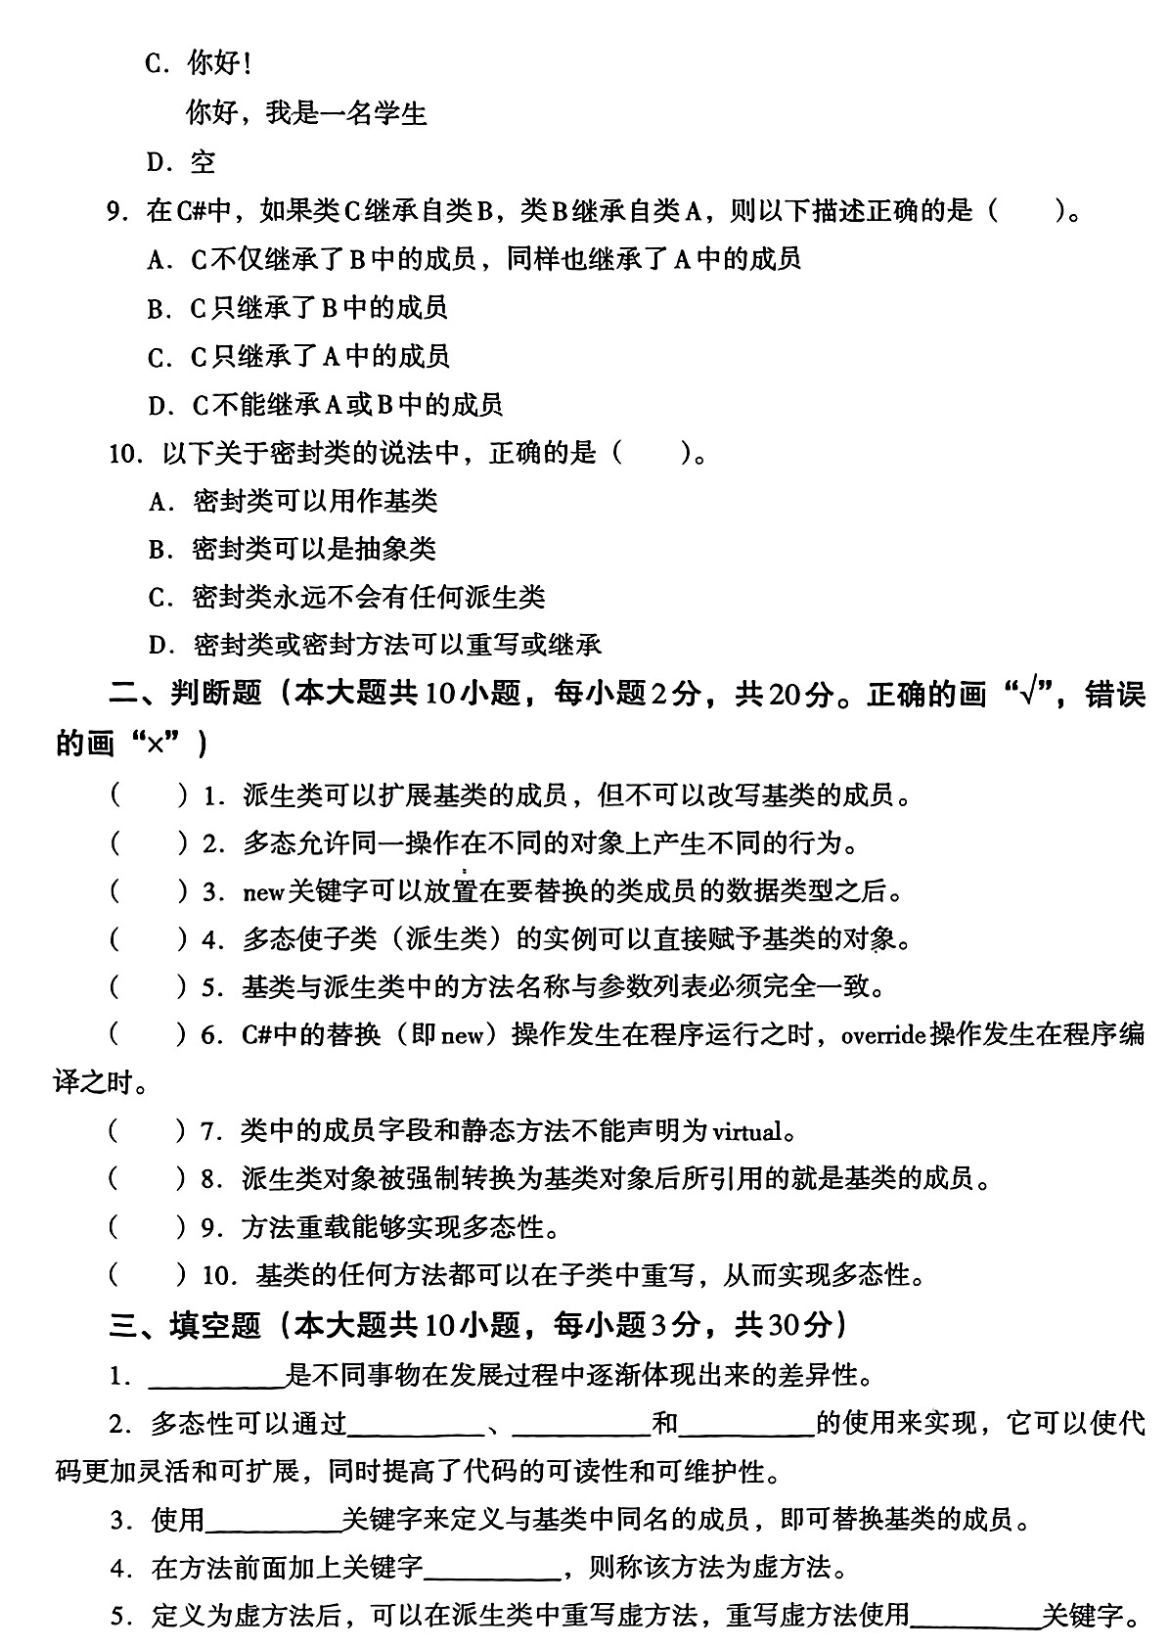 C. 你好!
你好，我是一名学生
D. 空
9. 在C#中，如果类C继承自类B，类B继承自类A，则以下描述正确的是（　　）。
A. C不仅继承了B中的成员，同样也继承了A中的成员
B. C只继承了B中的成员
C. C只继承了A中的成员
D. C不能继承A或B中的成员
10. 以下关于密封类的说法中，正确的是（　　）。
A. 密封类可以用作基类
B. 密封类可以是抽象类
C. 密封类永远不会有任何派生类
D. 密封类或密封方法可以重写或继承
二、判断题（本大题共10小题，每小题2分，共20分。正确的画“√”，错误
的画“×”）
（　　）1. 派生类可以扩展基类的成员，但不可以改写基类的成员。
（　　）2. 多态允许同一操作在不同的对象上产生不同的行为。
（　　）3. new关键字可以放置在要替换的类成员的数据类型之后。
（　　）4. 多态使子类（派生类）的实例可以直接赋予基类的对象。
（　　）5. 基类与派生类中的方法名称与参数列表必须完全一致。
（　　）6. C#中的替换（即new）操作发生在程序运行之时，override操作发生在程序编
译之时。
（　　）7. 类中的成员字段和静态方法不能声明为virtual。
（　　）8. 派生类对象被强制转换为基类对象后所引用的就是基类的成员。
（　　）9. 方法重载能够实现多态性。
（　　）10. 基类的任何方法都可以在子类中重写，从而实现多态性。
三、填空题（本大题共10小题，每小题3分，共30分）
1. __________是不同事物在发展过程中逐渐体现出来的差异性。
2. 多态性可以通过__________、__________和__________的使用来实现，它可以使代
码更加灵活和可扩展，同时提高了代码的可读性和可维护性。
3. 使用__________关键字来定义与基类中同名的成员，即可替换基类的成员。
4. 在方法前面加上关键字__________，则称该方法为虚方法。
5. 定义为虚方法后，可以在派生类中重写虚方法，重写虚方法使用__________关键字。